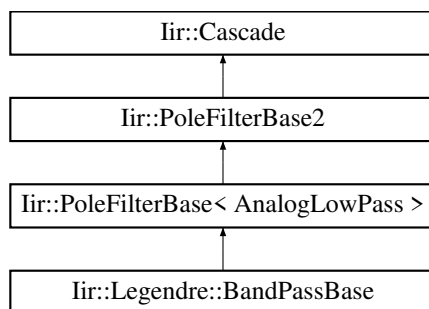 Iir::Cascade
Iir::PoleFilterBase2
Iir::PoleFilterBase< AnalogLowPass >
Iir::Legendre::BandPassBase